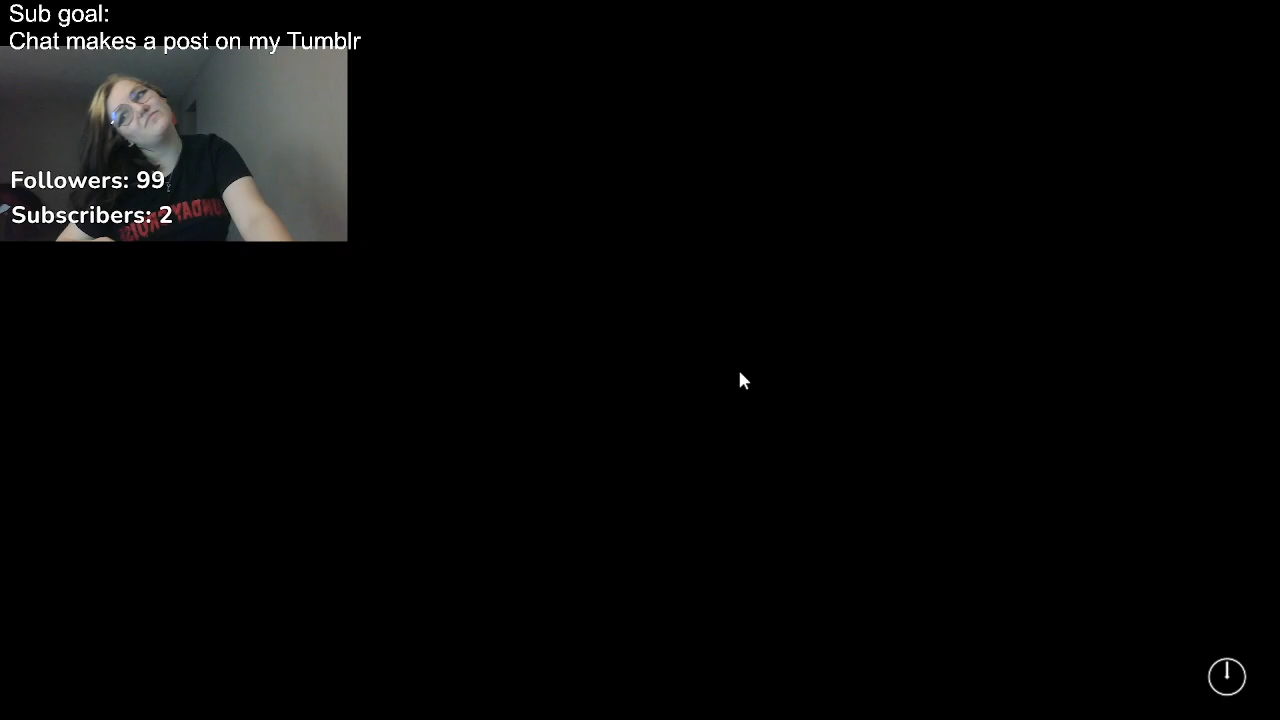 Sub goal:
Chat makes a post on my Tumblr
Followers: 99
Subscribers: 2